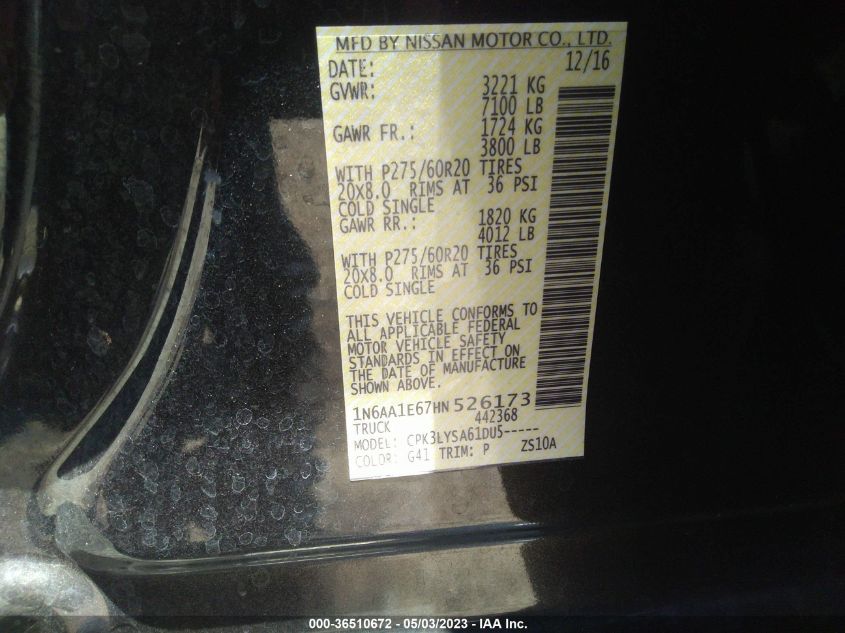 MFD BY NISSAN MOTOR CO., LTD.
DATE: 12/16
GVWR: 3221 KG
7100 LB
GAWR FR.: 1724 KG
3800 LB
WITH P275/60R20 TIRES
20x8.0 RIMS AT 36 PSI
COLD SINGLE
GAWR RR.: 1820 KG
4012 LB
WITH P275/60R20 TIRES
20x8.0 RIMS AT 36 PSI
COLD SINGLE
THIS VEHICLE CONFORMS TO
ALL APPLICABLE FEDERAL
MOTOR VEHICLE SAFETY
STANDARDS IN EFFECT ON
THE DATE OF MANUFACTURE
SHOWN ABOVE.
1N6AA1E67HN526173
TRUCK 442368
MODEL: CPK3LYSA61DU5-----
COLOR: G41 TRIM: P ZS10A
000-36510672 - 05/03/2023 - IAA Inc.